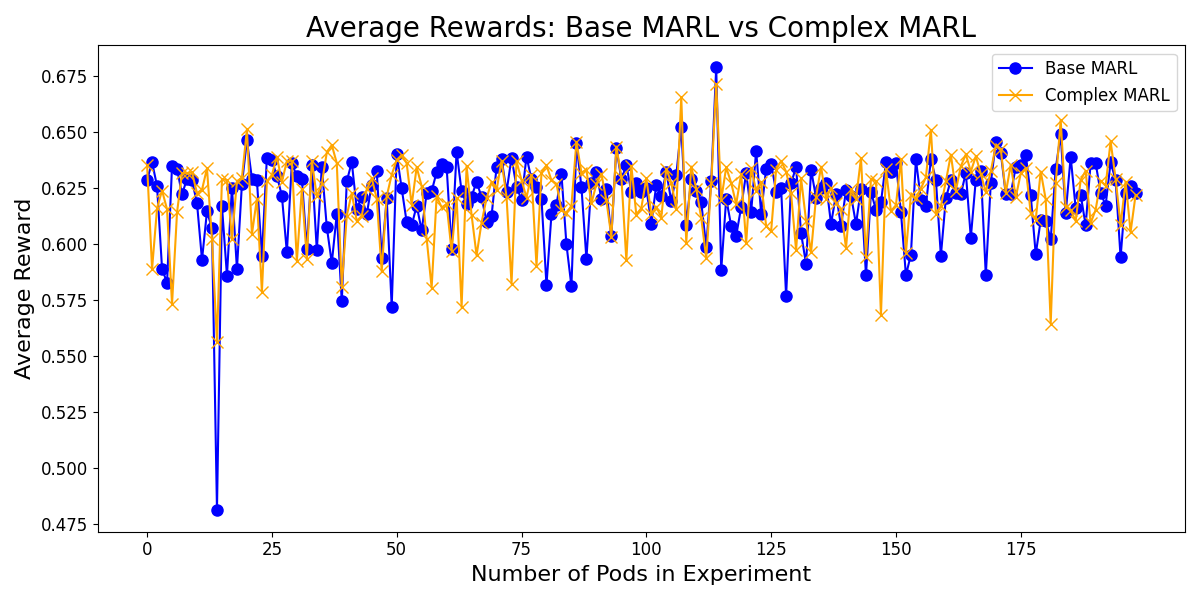 Average Rewards: Base MARL vs Complex MARL
Base MARL
Complex MARL
Average Reward
0.675
0.650
0.625
0.600
0.575
0.550
0.525
0.500
0.475
0 25 50 75 100 125 150 175
Number of Pods in Experiment